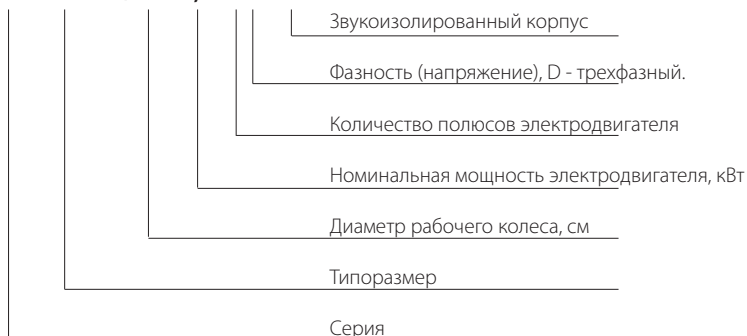 Звукоизолированный корпус
Фазность (напряжение), D - трехфазный.
Количество полюсов электродвигателя
Номинальная мощность электродвигателя, кВт
Диаметр рабочего колеса, см
Типоразмер
Серия